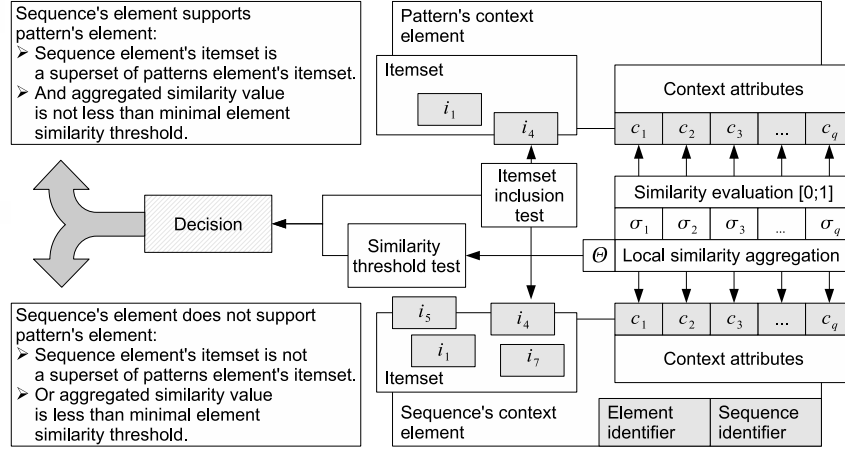 Sequence's element supports
pattern's element:
➢ Sequence element's itemset is
a superset of patterns element's itemset.
➢ And aggregated similarity value
is not less than minimal element
similarity threshold.
Pattern's context
element
Itemset
i1
i4
Context attributes
c1 c2 c3 ... cq
Itemset
inclusion
test
Similarity evaluation [0;1]
σ1 σ2 σ3 ... σq
Decision
Similarity
threshold test
Θ Local similarity aggregation
Sequence's element does not support
pattern's element:
➢ Sequence element's itemset is not
a superset of patterns element's itemset.
➢ Or aggregated similarity value
is less than minimal element
similarity threshold.
i5
i4
i1
i7
Itemset
c1 c2 c3 ... cq
Context attributes
Sequence's context
element
Element
identifier
Sequence
identifier